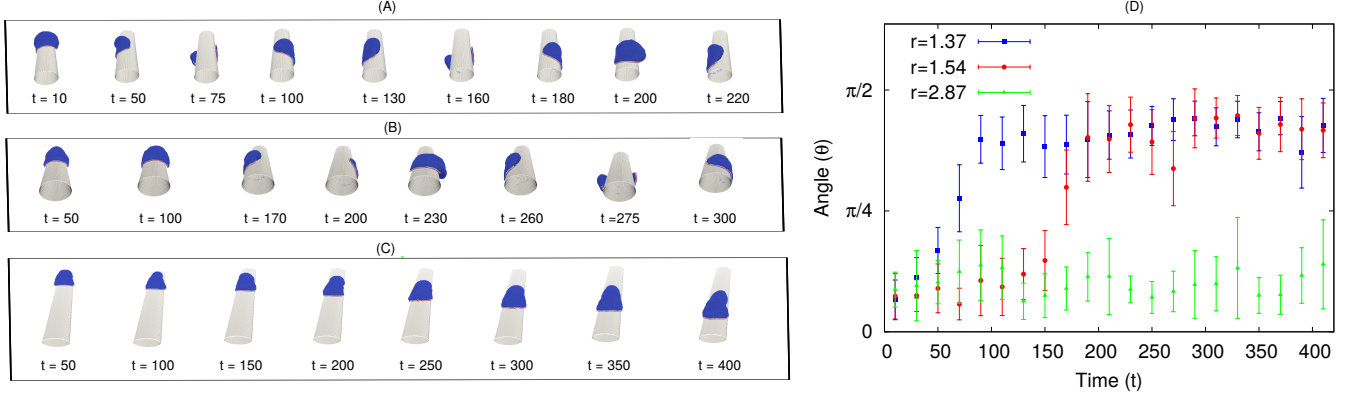 (A)
t = 10 t = 50 t = 75 t = 100 t = 130 t = 160 t = 180 t = 200 t = 220
(B)
t = 50 t = 100 t = 170 t = 200 t = 230 t = 260 t =275 t = 300
(C)
t = 50 t = 100 t = 150 t = 200 t = 250 t = 300 t = 350 t = 400
(D)
r=1.37
r=1.54
r=2.87
π/2
π/4
0
Angle (θ)
0 50 100 150 200 250 300 350 400
Time (t)